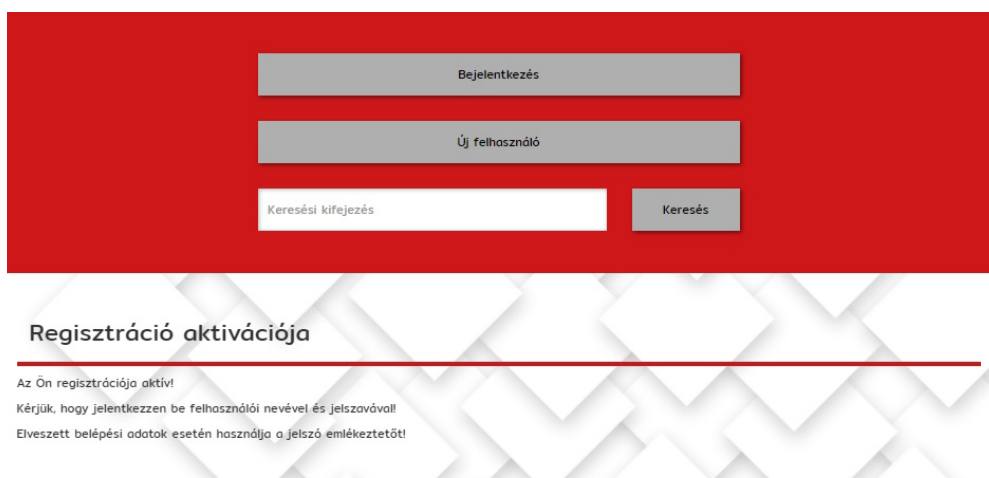 Bejelentkezés
Új felhasználó
Keresési kifejezés
Keresés
Regisztráció aktivációja
Az Ön regisztrációja aktív!
Kérjük, hogy jelentkezzen be felhasználói nevével és jelszavával!
Elveszett belépési adatok esetén használja a jelszó emlékeztetőt!